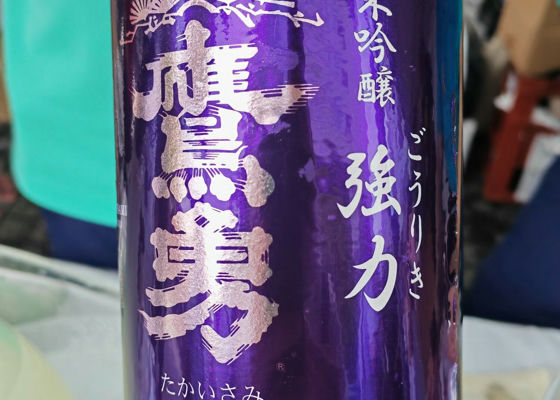 米吟醸
強力
ごうりき
鷹勇
たかいさみ
®